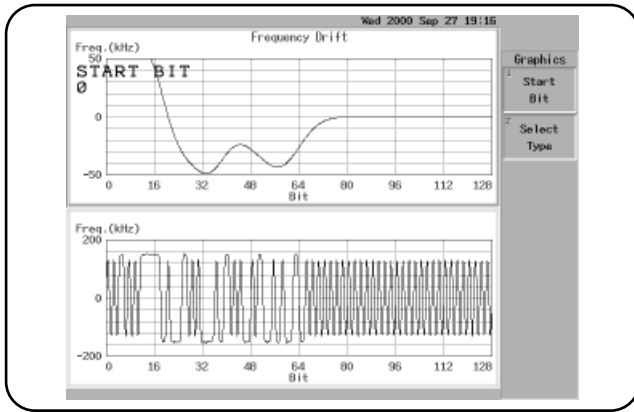 Wed 2000 Sep 27 19:16
Frequency Drift
Freq.(kHz)
50
START BIT
0
0
-50
0 16 32 48 64 80 96 112 128
Bit
Freq.(kHz)
200
0
-200
0 16 32 48 64 80 96 112 128
Bit
Graphics
1
Start
Bit
2
Select
Type